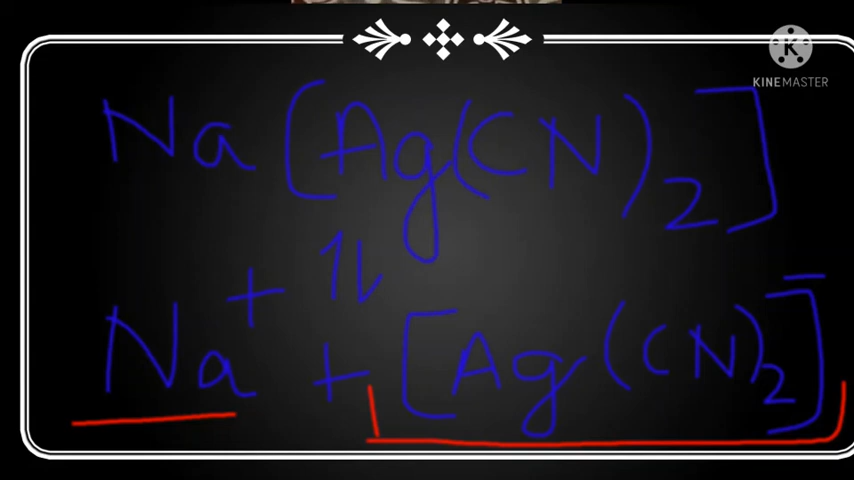 K
KINEMASTER
Na[Ag(CN)₂]
⇅
Na⁺ + [Ag(CN)₂]⁻